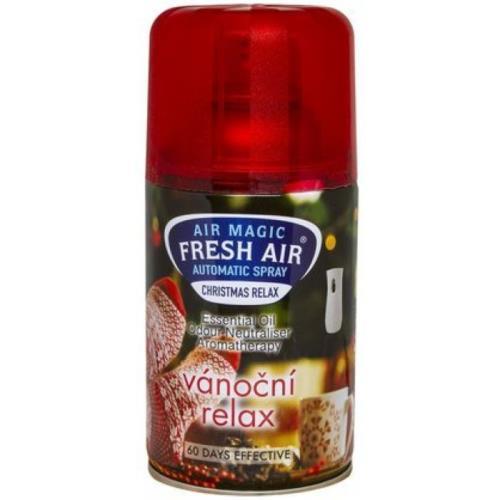 AIR MAGIC
FRESH AIR®
AUTOMATIC SPRAY
CHRISTMAS RELAX
Essential Oil
Odour Neutraliser
Aromatherapy
vánoční
relax
60 DAYS EFFECTIVE